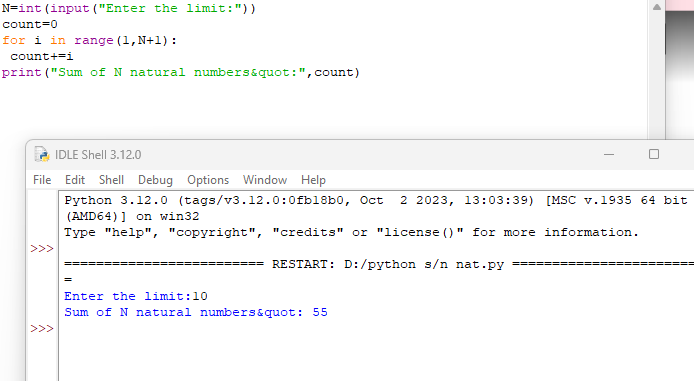 N=int(input("Enter the limit:"))
count=0
for i in range(1,N+1):
 count+=i
print("Sum of N natural numbers&quot:",count)
IDLE Shell 3.12.0
File Edit Shell Debug Options Window Help
Python 3.12.0 (tags/v3.12.0:0fb18b0, Oct  2 2023, 13:03:39) [MSC v.1935 64 bit
(AMD64)] on win32
Type "help", "copyright", "credits" or "license()" for more information.
>>>
========================= RESTART: D:/python s/n nat.py =======================
=
Enter the limit:10
Sum of N natural numbers&quot: 55
>>>